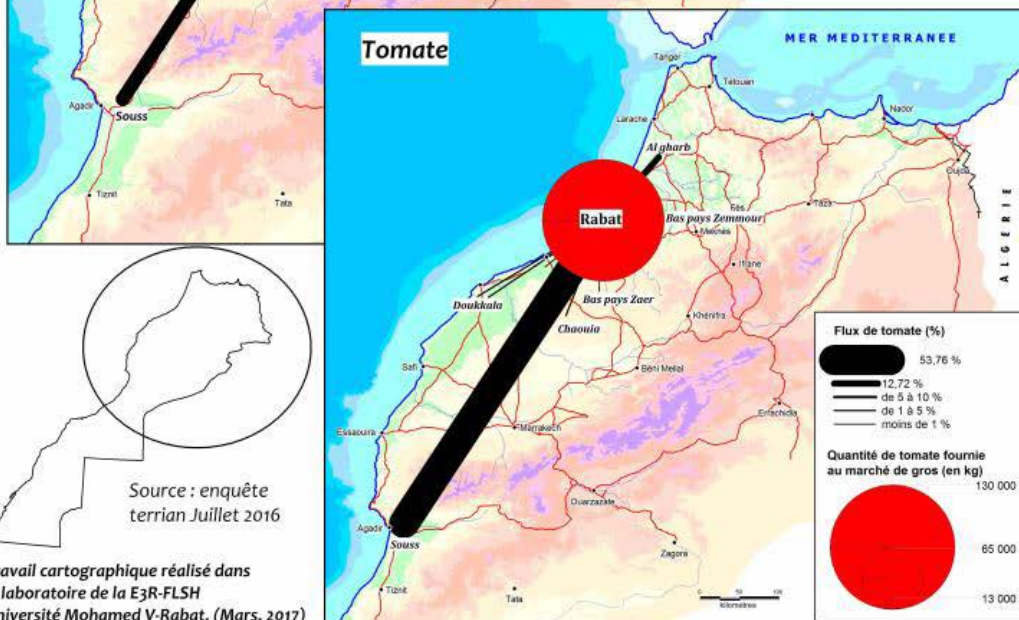 Agadir
Souss
Tiznit
Tata
Source : enquête
terrian Juillet 2016
avail cartographique réalisé dans
laboratoire de la E3R-FLSH
niversité Mohamed V-Rabat. (Mars, 2017)
Tomate
MER MEDITERRANEE
Tanger
Tétouan
Larache
Nador
Al gharb
Oujda
ALGERIE
Rabat
Fès
Taza
Bas pays Zemmour
Meknès
Ifrane
Doukkala
Bas pays Zaer
Chaouia
Khénifra
Safi
Béni Mellal
Errachidia
Essaouira
Marrakech
Ouarzazate
Agadir
Souss
Zagora
Tiznit
Tata
0
100
kilometres
Flux de tomate (%)
53,76 %
12,72 %
de 5 à 10 %
de 1 à 5 %
moins de 1 %
Quantité de tomate fournie
au marché de gros (en kg)
130 000
65 000
13 000